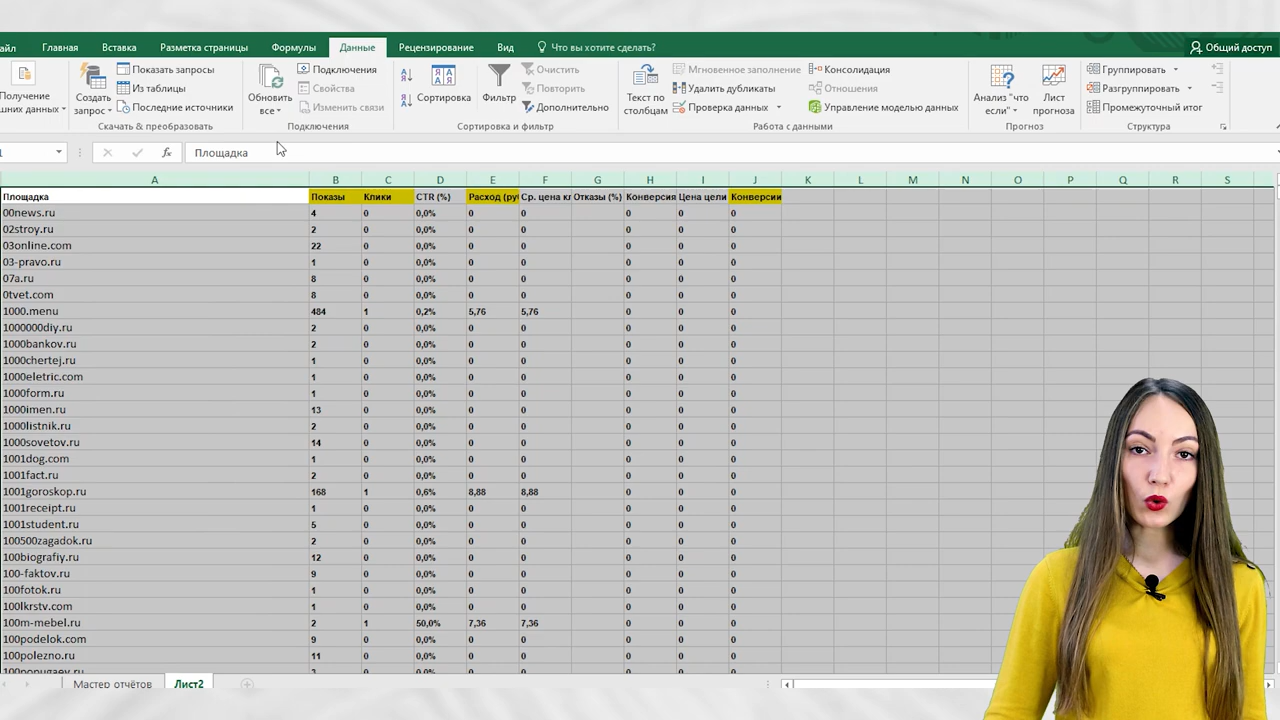 айл Главная Вставка Разметка страницы Формулы Данные Рецензирование Вид Что вы хотите сделать? Общий доступ
Получение
шних данных
Создать
запрос
Показать запросы
Из таблицы
Последние источники
Скачать & преобразовать
Обновить
все
Подключения
Свойства
Изменить связи
Подключения
Сортировка
Фильтр
Очистить
Повторить
Дополнительно
Сортировка и фильтр
Текст по
столбцам
Мгновенное заполнение
Удалить дубликаты
Проверка данных
Консолидация
Отношения
Управление моделью данных
Работа с данными
Анализ "что
если"
Лист
прогноза
Прогноз
Группировать
Разгруппировать
Промежуточный итог
Структура
1 fx Площадка
A B C D E F G H I J K L M N O P Q R S
Площадка Показы Клики CTR (%) Расход (ру Ср. цена кл Отказы (%) Конверсия Цена цели Конверсии
00news.ru 4 0 0,0% 0 0 0 0 0
02stroy.ru 2 0 0,0% 0 0 0 0 0
03online.com 22 0 0,0% 0 0 0 0 0
03-pravo.ru 1 0 0,0% 0 0 0 0 0
07a.ru 8 0 0,0% 0 0 0 0 0
0tvet.com 8 0 0,0% 0 0 0 0 0
1000.menu 484 1 0,2% 5,76 5,76 0 0 0
1000000diy.ru 2 0 0,0% 0 0 0 0 0
1000bankov.ru 2 0 0,0% 0 0 0 0 0
1000chertej.ru 1 0 0,0% 0 0 0 0 0
1000eletric.com 1 0 0,0% 0 0 0 0 0
1000form.ru 1 0 0,0% 0 0 0 0 0
1000imen.ru 13 0 0,0% 0 0 0 0 0
1000listnik.ru 2 0 0,0% 0 0 0 0 0
1000sovetov.ru 14 0 0,0% 0 0 0 0 0
1001dog.com 1 0 0,0% 0 0 0 0 0
1001fact.ru 2 0 0,0% 0 0 0 0 0
1001goroskop.ru 168 1 0,6% 8,88 8,88 0 0 0
1001receipt.ru 1 0 0,0% 0 0 0 0 0
1001student.ru 5 0 0,0% 0 0 0 0 0
100500zagadok.ru 2 0 0,0% 0 0 0 0 0
100biografiy.ru 12 0 0,0% 0 0 0 0 0
100-faktov.ru 9 0 0,0% 0 0 0 0 0
100fotok.ru 1 0 0,0% 0 0 0 0 0
100lkrstv.com 1 0 0,0% 0 0 0 0 0
100m-mebel.ru 2 1 50,0% 7,36 7,36 0 0 0
100podelok.com 9 0 0,0% 0 0 0 0 0
100polezno.ru 11 0 0,0% 0 0 0 0 0
Мастер отчётов Лист2